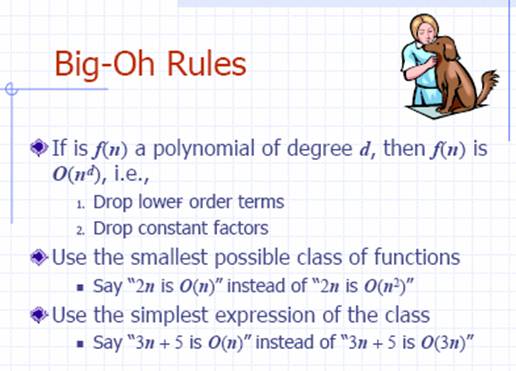 Big-Oh Rules
If is f(n) a polynomial of degree d, then f(n) is
O(nᵈ), i.e.,
1. Drop lower order terms
2. Drop constant factors
Use the smallest possible class of functions
Say “2n is O(n)” instead of “2n is O(n²)”
Use the simplest expression of the class
Say “3n + 5 is O(n)” instead of “3n + 5 is O(3n)”